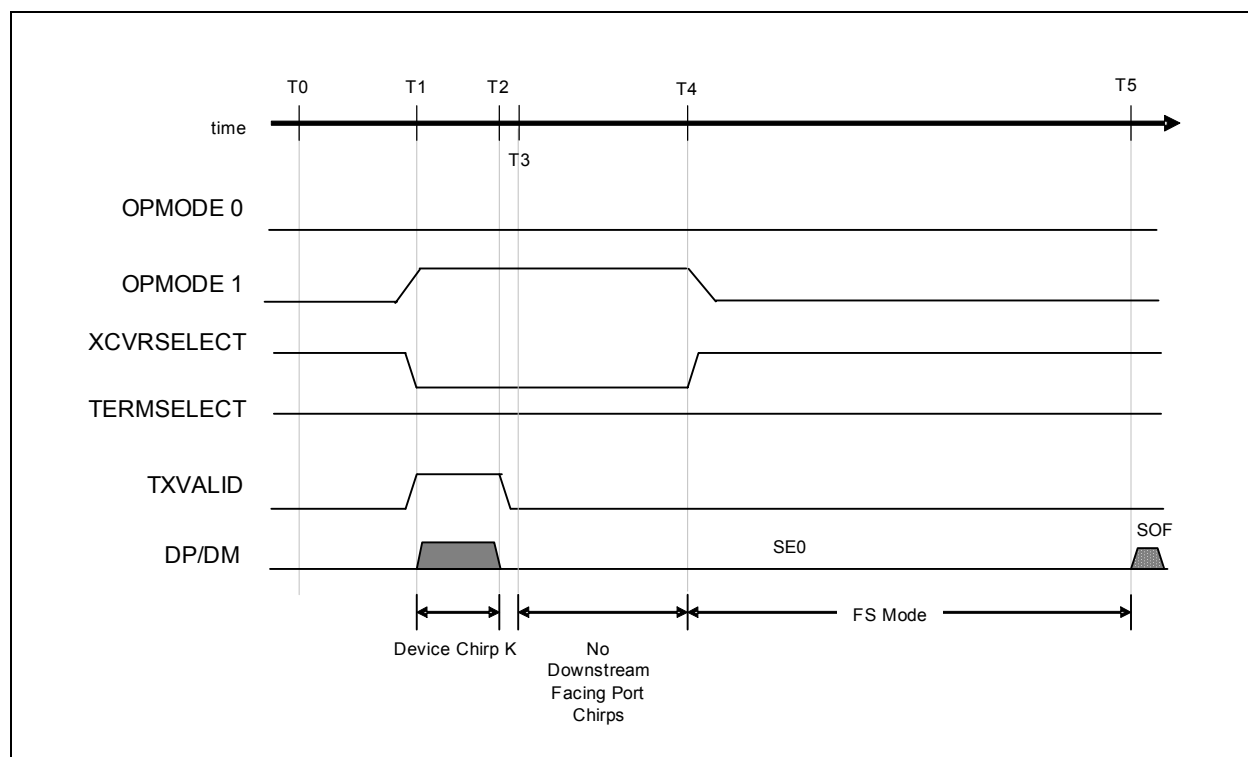 T0 T1 T2 T4 T5
time
T3
OPMODE 0
OPMODE 1
XCVRSELECT
TERMSELECT
TXVALID
SOF
DP/DM
SE0
FS Mode
Device Chirp K
No
Downstream
Facing Port
Chirps